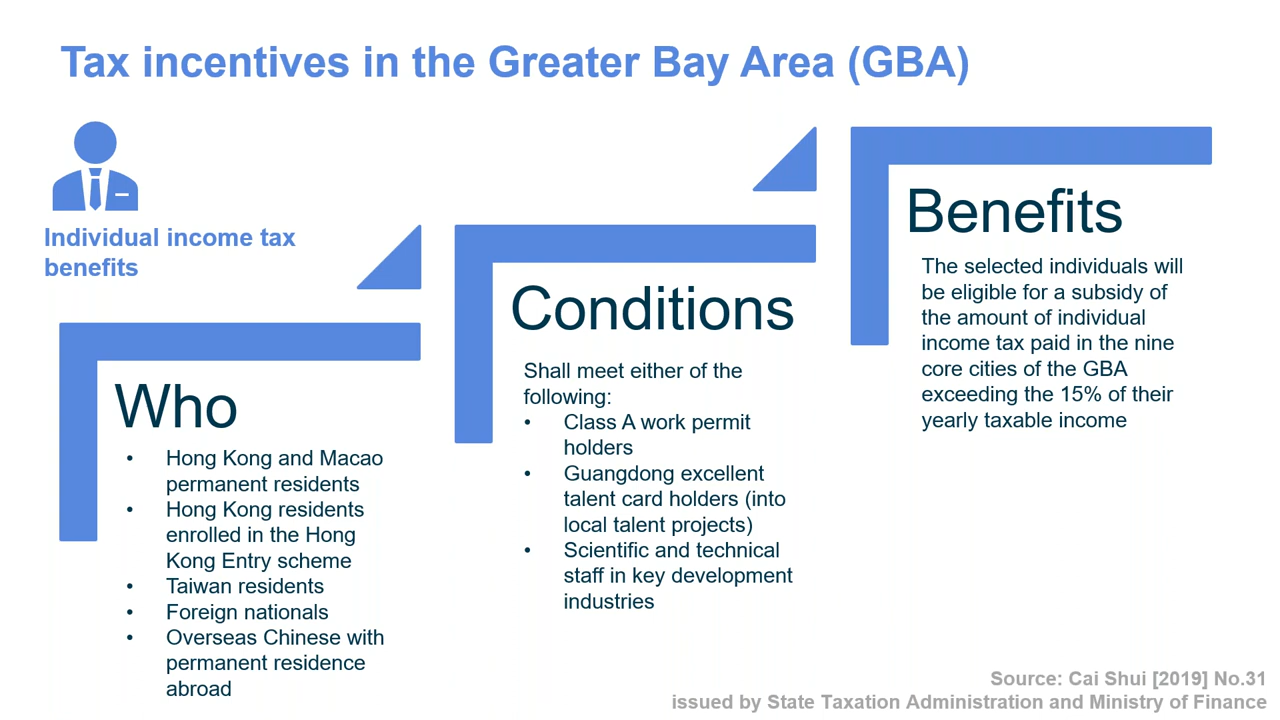 Tax incentives in the Greater Bay Area (GBA)
Individual income tax
benefits
Who
• Hong Kong and Macao
permanent residents
• Hong Kong residents
enrolled in the Hong
Kong Entry scheme
• Taiwan residents
• Foreign nationals
• Overseas Chinese with
permanent residence
abroad
Conditions
Shall meet either of the
following:
• Class A work permit
holders
• Guangdong excellent
talent card holders (into
local talent projects)
• Scientific and technical
staff in key development
industries
Benefits
The selected individuals will
be eligible for a subsidy of
the amount of individual
income tax paid in the nine
core cities of the GBA
exceeding the 15% of their
yearly taxable income
Source: Cai Shui [2019] No.31
issued by State Taxation Administration and Ministry of Finance